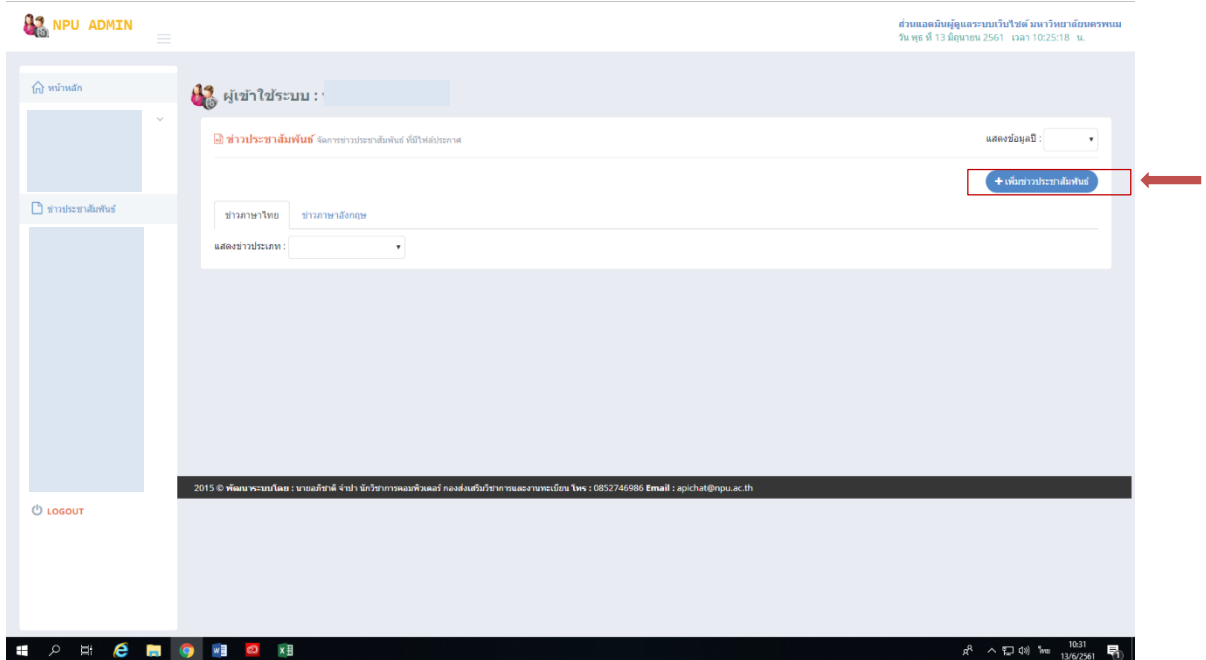 NPU ADMIN
ส่วนแอดมินผู้ดูแลระบบเว็บไซต์ มหาวิทยาลัยนครพนม
วัน พุธ ที่ 13 มิถุนายน 2561 เวลา 10:25:18 น.
หน้าหลัก
ผู้เข้าใช้ระบบ :
ข่าวประชาสัมพันธ์ จัดการข่าวประชาสัมพันธ์ ที่มีไฟล์ประกาศ
แสดงข้อมูลปี :
+ เพิ่มข่าวประชาสัมพันธ์
ข่าวประชาสัมพันธ์
ข่าวภาษาไทย ข่าวภาษาอังกฤษ
แสดงข่าวประเภท :
2015 © พัฒนาระบบโดย : นายอภิชาติ จำปา นักวิชาการคอมพิวเตอร์ กองส่งเสริมวิชาการและงานทะเบียน โทร : 0852746986 Email : apichat@npu.ac.th
LOGOUT
10:31
ไทย
13/6/2561